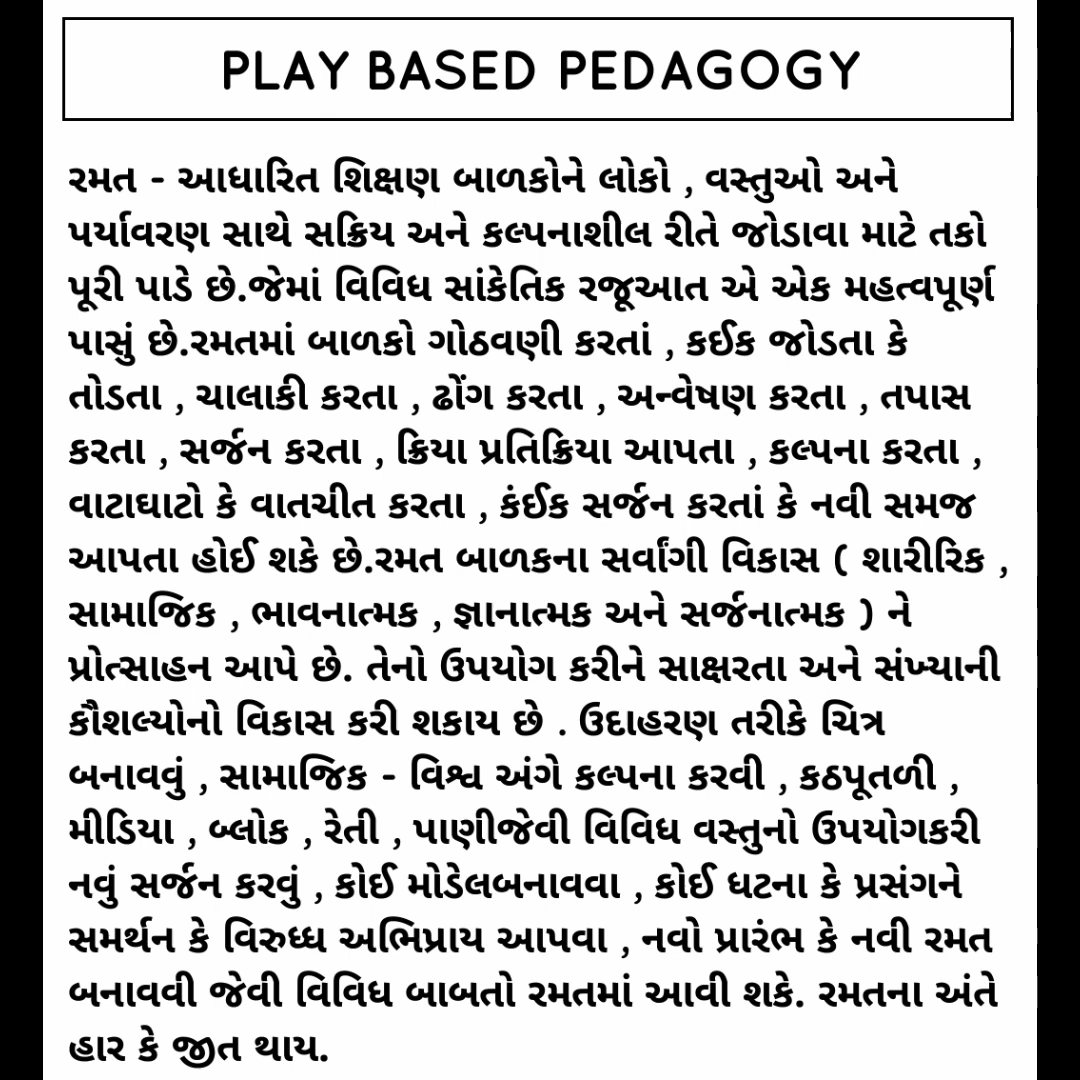 PLAY BASED PEDAGOGY
રમત - આધારિત શિક્ષણ બાળકોને લોકો , વસ્તુઓ અને
પર્યાવરણ સાથે સક્રિય અને કલ્પનાશીલ રીતે જોડાવા માટે તકો
પૂરી પાડે છે.જેમાં વિવિધ સાંકેતિક રજૂઆત એ એક મહત્વપૂર્ણ
પાસું છે.રમતમાં બાળકો ગોઠવણી કરતાં , કઈક જોડતા કે
તોડતા , ચાલાકી કરતા , ઢોંગ કરતા , અન્વેષણ કરતા , તપાસ
કરતા , સર્જન કરતા , ક્રિયા પ્રતિક્રિયા આપતા , કલ્પના કરતા ,
વાટાઘાટો કે વાતચીત કરતા , કંઈક સર્જન કરતાં કે નવી સમજ
આપતા હોઈ શકે છે.રમત બાળકના સર્વાંગી વિકાસ ( શારીરિક ,
સામાજિક , ભાવનાત્મક , જ્ઞાનાત્મક અને સર્જનાત્મક ) ને
પ્રોત્સાહન આપે છે. તેનો ઉપયોગ કરીને સાક્ષરતા અને સંખ્યાની
કૌશલ્યોનો વિકાસ કરી શકાય છે . ઉદાહરણ તરીકે ચિત્ર
બનાવવું , સામાજિક - વિશ્વ અંગે કલ્પના કરવી , કઠપૂતળી ,
મીડિયા , બ્લોક , રેતી , પાણીજેવી વિવિધ વસ્તુનો ઉપયોગકરી
નવું સર્જન કરવું , કોઈ મોડેલબનાવવા , કોઈ ધટના કે પ્રસંગને
સમર્થન કે વિરુધ્ધ અભિપ્રાય આપવા , નવો પ્રારંભ કે નવી રમત
બનાવવી જેવી વિવિધ બાબતો રમતમાં આવી શકે. રમતના અંતે
હાર કે જીત થાય.